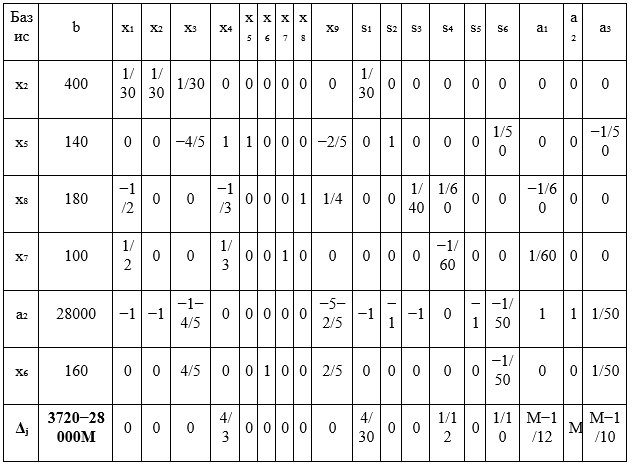 Базис b x₁ x₂ x₃ x₄ x₅ x₆ x₇ x₈ x₉ s₁ s₂ s₃ s₄ s₅ s₆ a₁ a₂ a₃
x₂ 400 1/30 1/30 1/30 0 0 0 0 0 0 1/30 0 0 0 0 0 0 0 0
x₅ 140 0 0 −4/5 1 1 0 0 0 −2/5 0 1 0 0 0 1/50 0 0 −1/50
x₈ 180 −1/2 0 0 −1/3 0 0 0 1 1/4 0 0 1/40 1/60 0 0 −1/60 0 0
x₇ 100 1/2 0 0 1/3 0 0 1 0 0 0 0 0 −1/60 0 0 1/60 0 0
a₂ 28000 −1 −1 −1−4/5 0 0 0 0 0 −5−2/5 −1 −1 −1 0 −1 −1/50 1 1 1/50
x₆ 160 0 0 4/5 0 0 1 0 0 2/5 0 0 0 0 0 −1/50 0 0 1/50
Δⱼ 3720−28000M 0 0 0 4/3 0 0 0 0 0 4/30 0 0 1/12 0 1/10 M−1/12 M M−1/10